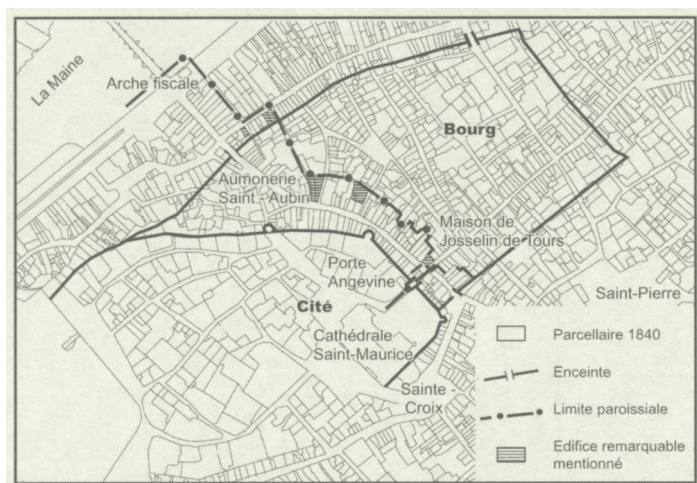 La Maine
Arche fiscale
Bourg
Aumonerie
Saint - Aubin
Maison de
Josselin de Tours
Porte
Angevine
Cité
Saint-Pierre
Cathédrale
Saint-Maurice
Sainte -
Croix
Parcellaire 1840
Enceinte
Limite paroissiale
Edifice remarquable
mentionné